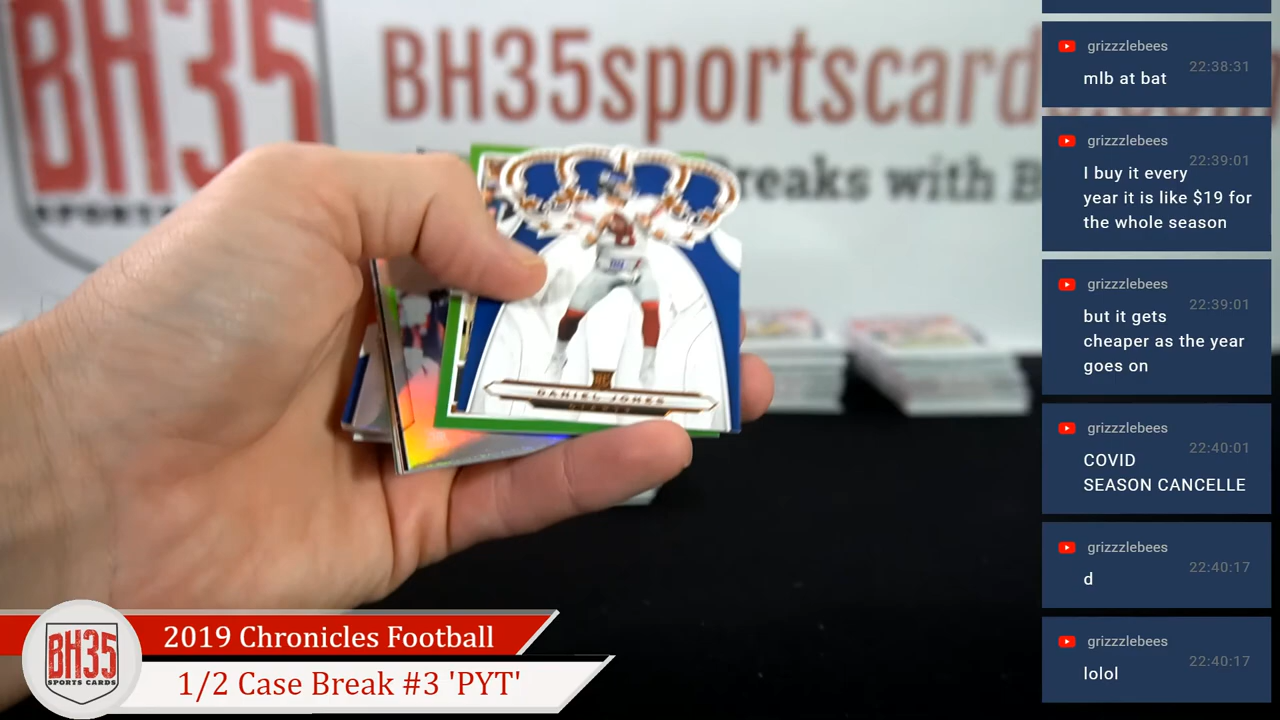 BH35
SPORTS
BH35sportscards.com
reaks with B
DANIEL JONES
GIANTS
grizzzlebees
22:38:31
mlb at bat
grizzzlebees
22:39:01
I buy it every
year it is like $19 for
the whole season
grizzzlebees
22:39:01
but it gets
cheaper as the year
goes on
grizzzlebees
22:40:01
COVID
SEASON CANCELLE
grizzzlebees
22:40:17
d
grizzzlebees
22:40:17
lolol
2019 Chronicles Football
1/2 Case Break #3 'PYT'
BH35
SPORTS CARDS